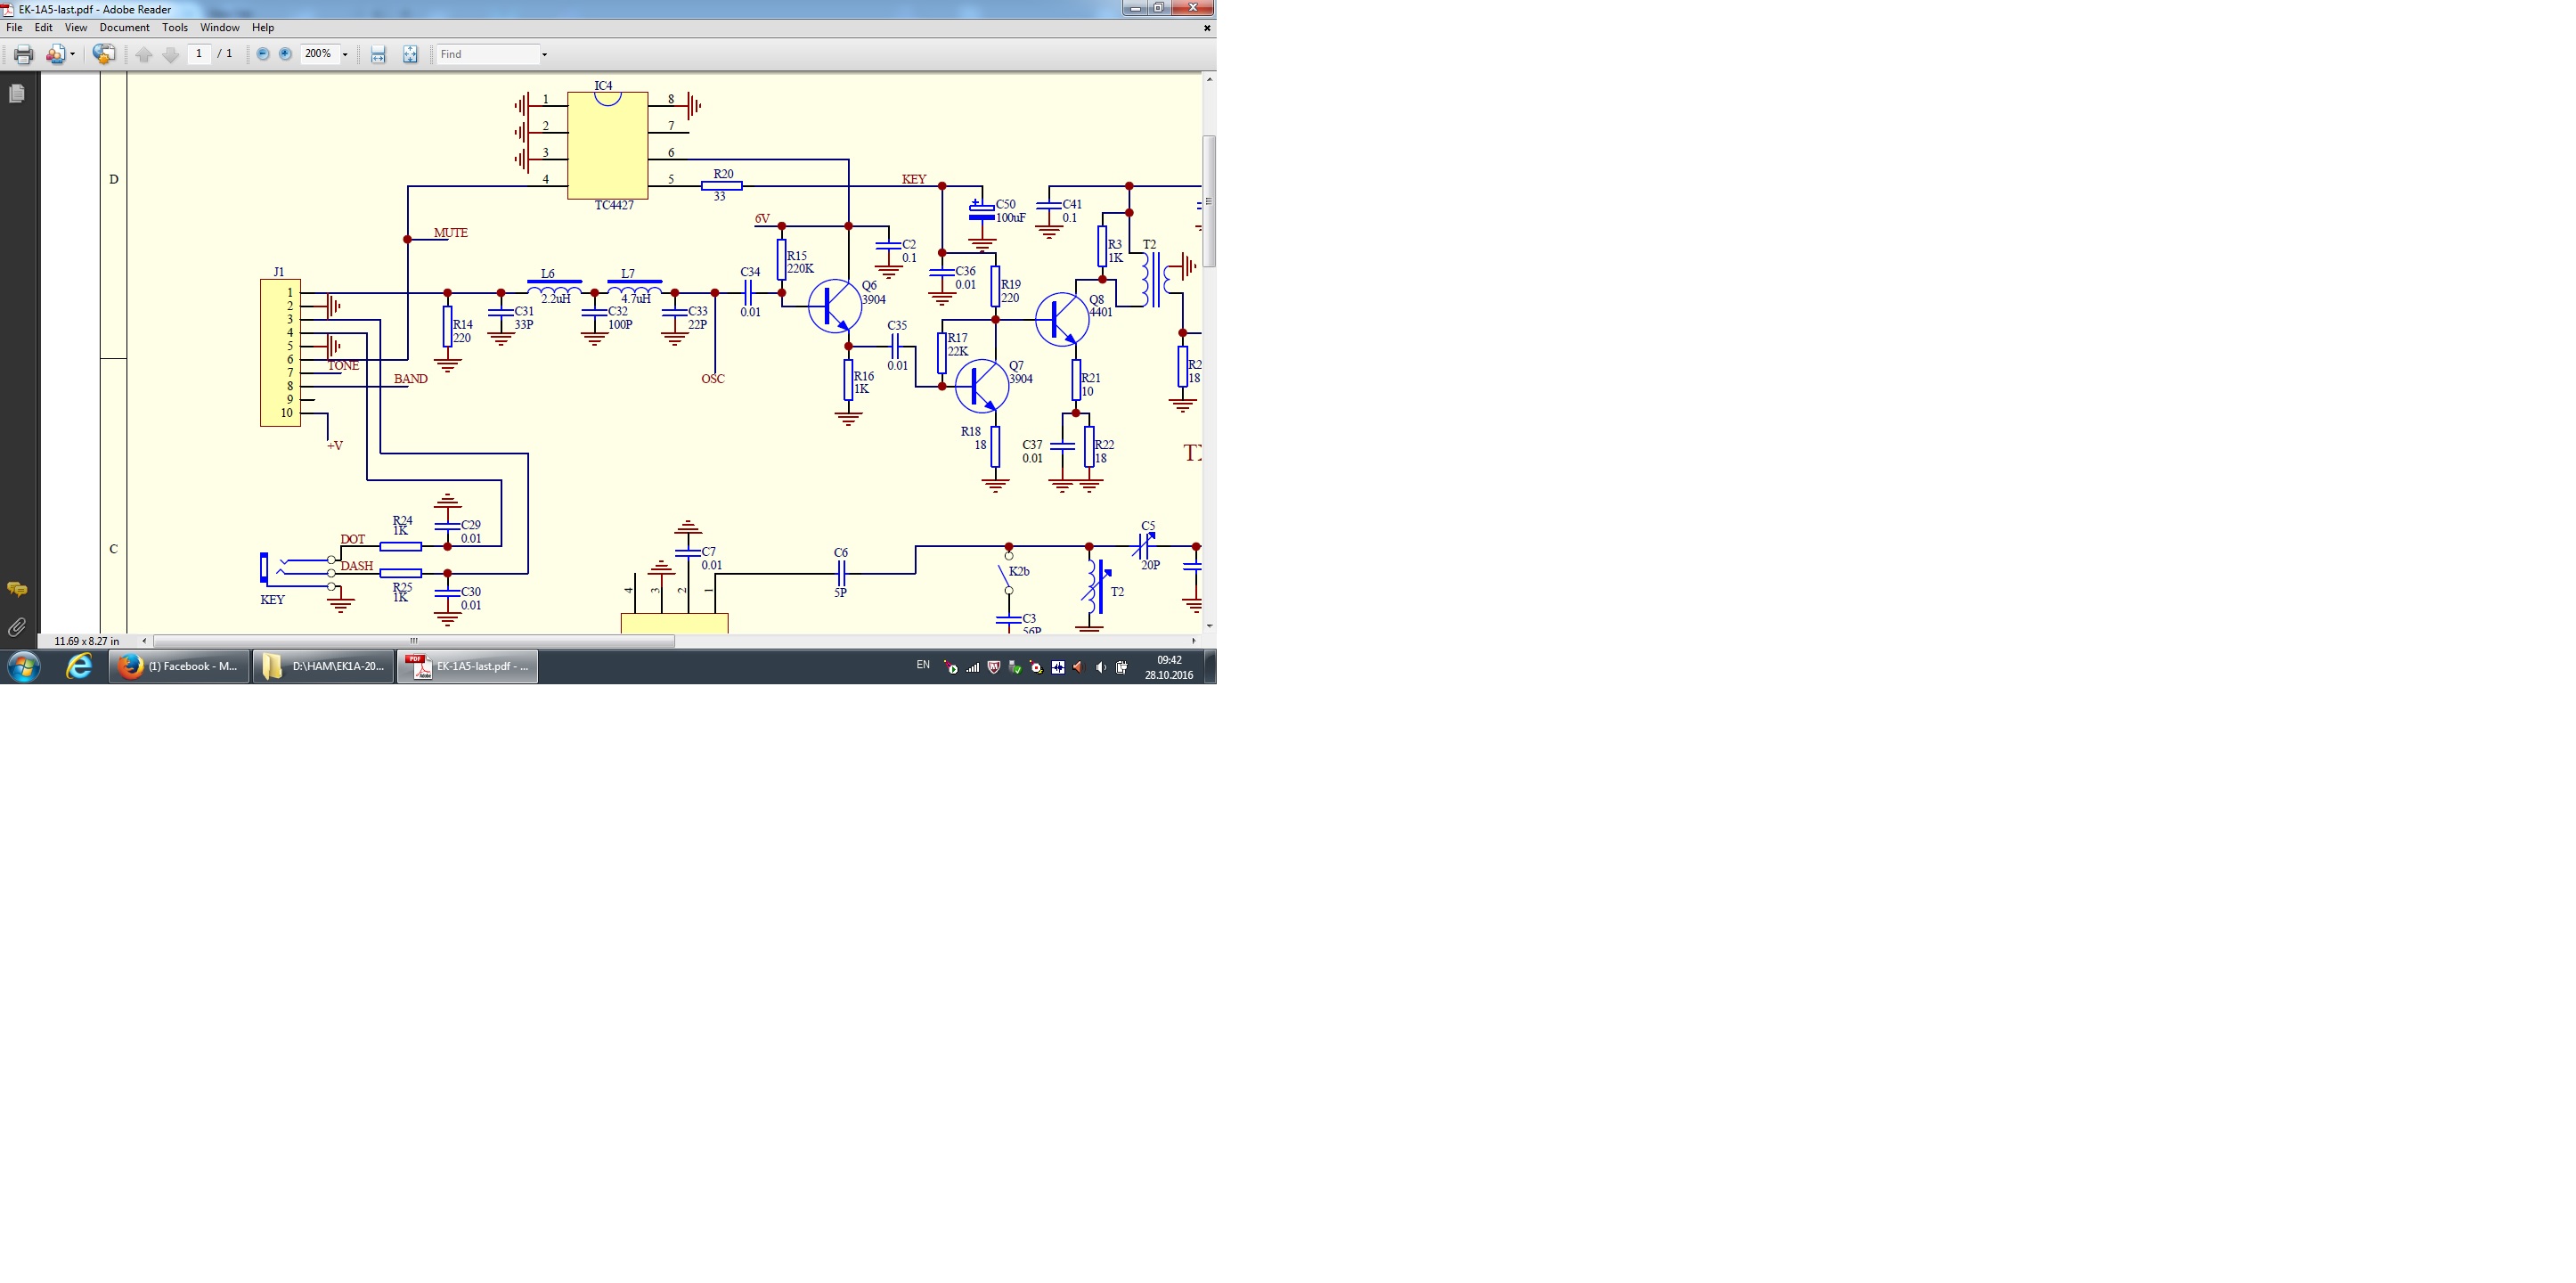 EK-1A5-last.pdf - Adobe Reader
File Edit View Document Tools Window Help
1 / 1 200% Find
D
C
IC4
1 8
2 7
3 6
4 5
TC4427
R20
33
KEY
MUTE
6V
C50
100uF
C41
0.1
R15
220K
C2
0.1
R3
1K
T2
J1
1
2
3
4
5
6
7
8
9
10
L6
2.2uH
L7
4.7uH
C34
0.01
Q6
3904
C36
0.01
R19
220
Q8
4401
R14
220
C31
33P
C32
100P
C33
22P
C35
0.01
R17
22K
TONE
BAND
OSC
R16
1K
Q7
3904
R21
10
R2
18
+V
R18
18
C37
0.01
R22
18
R24
1K
C29
0.01
DOT
DASH
KEY
R25
1K
C30
0.01
C7
0.01
4 3 2 1
C6
5P
K2b
C3
56P
T2
C5
20P
11.69 x 8.27 in
(1) Facebook - M...
D:\HAM\EK1A-20...
EK-1A5-last.pdf - ...
EN
09:42
28.10.2016